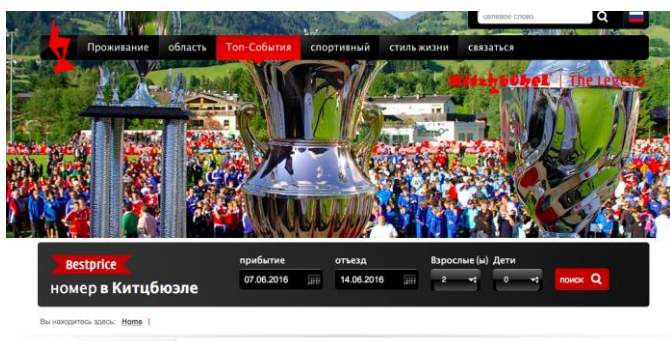 целевое слово
Проживание область Топ-События спортивный стиль жизни связаться
Kitzbühel | The Legend
Bestprice
номер в Китцбюэле
прибытие отъезд Взрослые (ы) Дети
07.06.2016 14.06.2016 2 0 поиск
Вы находитесь здесь: Home |